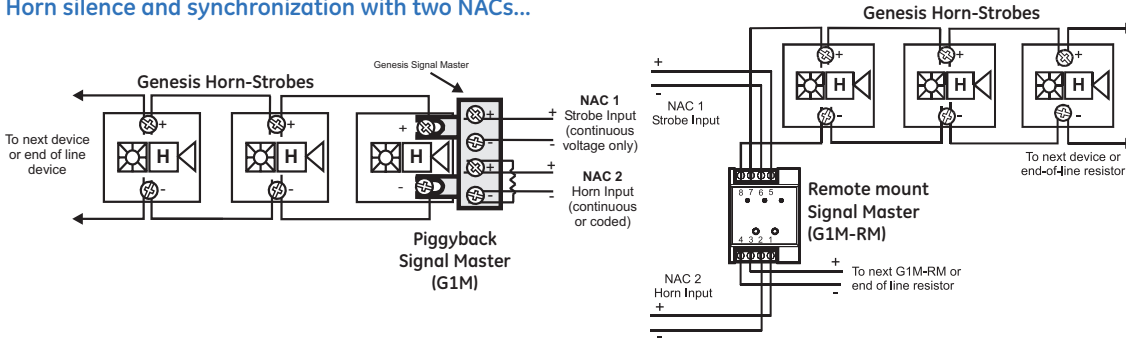 Horn silence and synchronization with two NACs...
Genesis Signal Master
Genesis Horn-Strobes
To next device
or end of line
device
+
-
H
+
-
H
+
-
H
+
-
+
-
NAC 1
+ Strobe Input
(continuous
- voltage only)
+
NAC 2
Horn Input
-
(continuous
or coded)
Piggyback
Signal Master
(G1M)
Genesis Horn-Strobes
+
-
NAC 1
Strobe Input
+
-
H
+
-
H
+
-
H
To next device or
end-of-line resistor
8 7 6 5
4 3 2 1
Remote mount
Signal Master
(G1M-RM)
+
-
To next G1M-RM or
end of line resistor
NAC 2
Horn Input
+
-